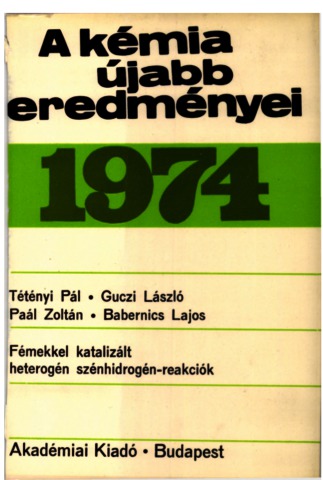 A kémia
újabb
eredményei
1974
Tétényi Pál • Guczi László
Paál Zoltán • Babernics Lajos
Fémekkel katalizált
heterogén szénhidrogén-reakciók
Akadémiai Kiadó • Budapest